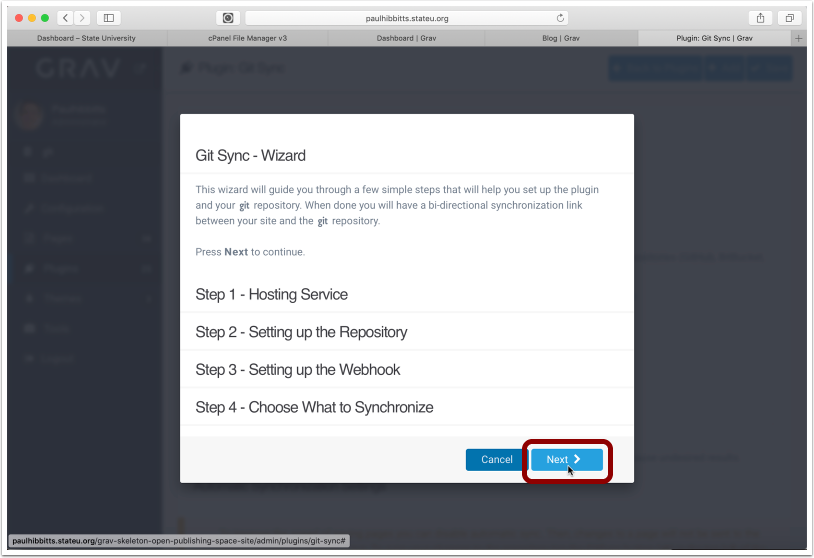 paulhibbitts.stateu.org
Dashboard – State University
cPanel File Manager v3
Dashboard | Grav
Blog | Grav
Plugin: Git Sync | Grav
GRAV
Plugin: Git Sync
Git Sync - Wizard
This wizard will guide you through a few simple steps that will help you set up the plugin
and your git repository. When done you will have a bi-directional synchronization link
between your site and the git repository.
Press Next to continue.
Step 1 - Hosting Service
Step 2 - Setting up the Repository
Step 3 - Setting up the Webhook
Step 4 - Choose What to Synchronize
Cancel
Next
paulhibbitts.stateu.org/grav-skeleton-open-publishing-space-site/admin/plugins/git-sync#